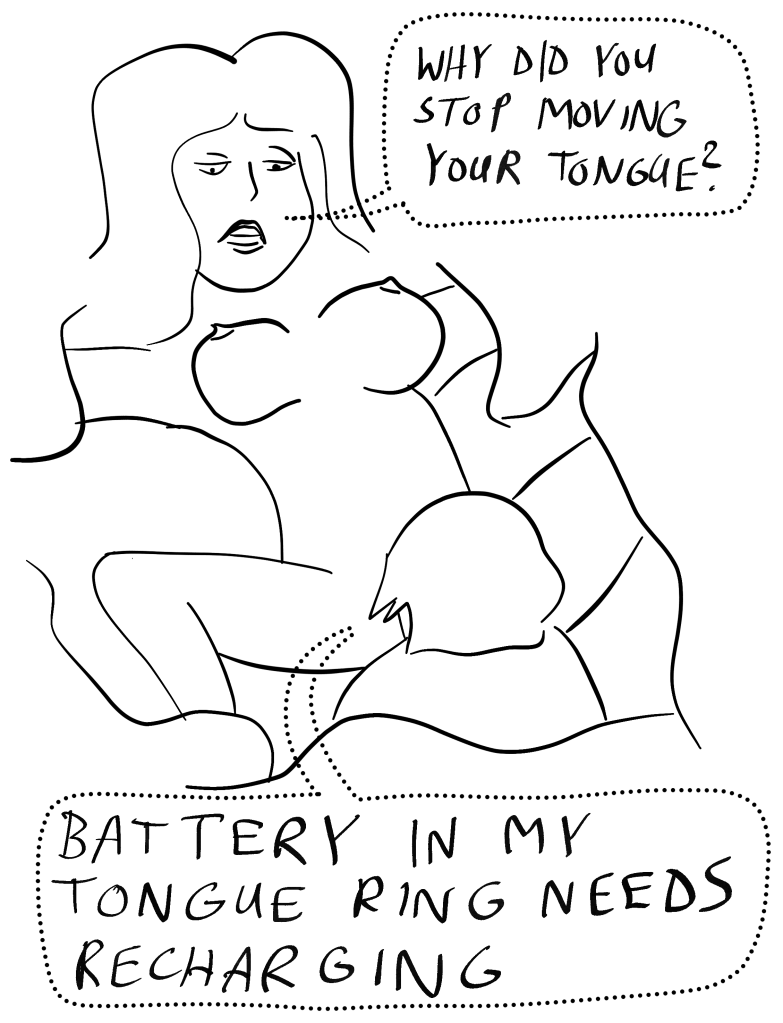 WHY DID YOU
STOP MOVING
YOUR TONGUE?
BATTERY IN MY
TONGUE RING NEEDS
RECHARGING